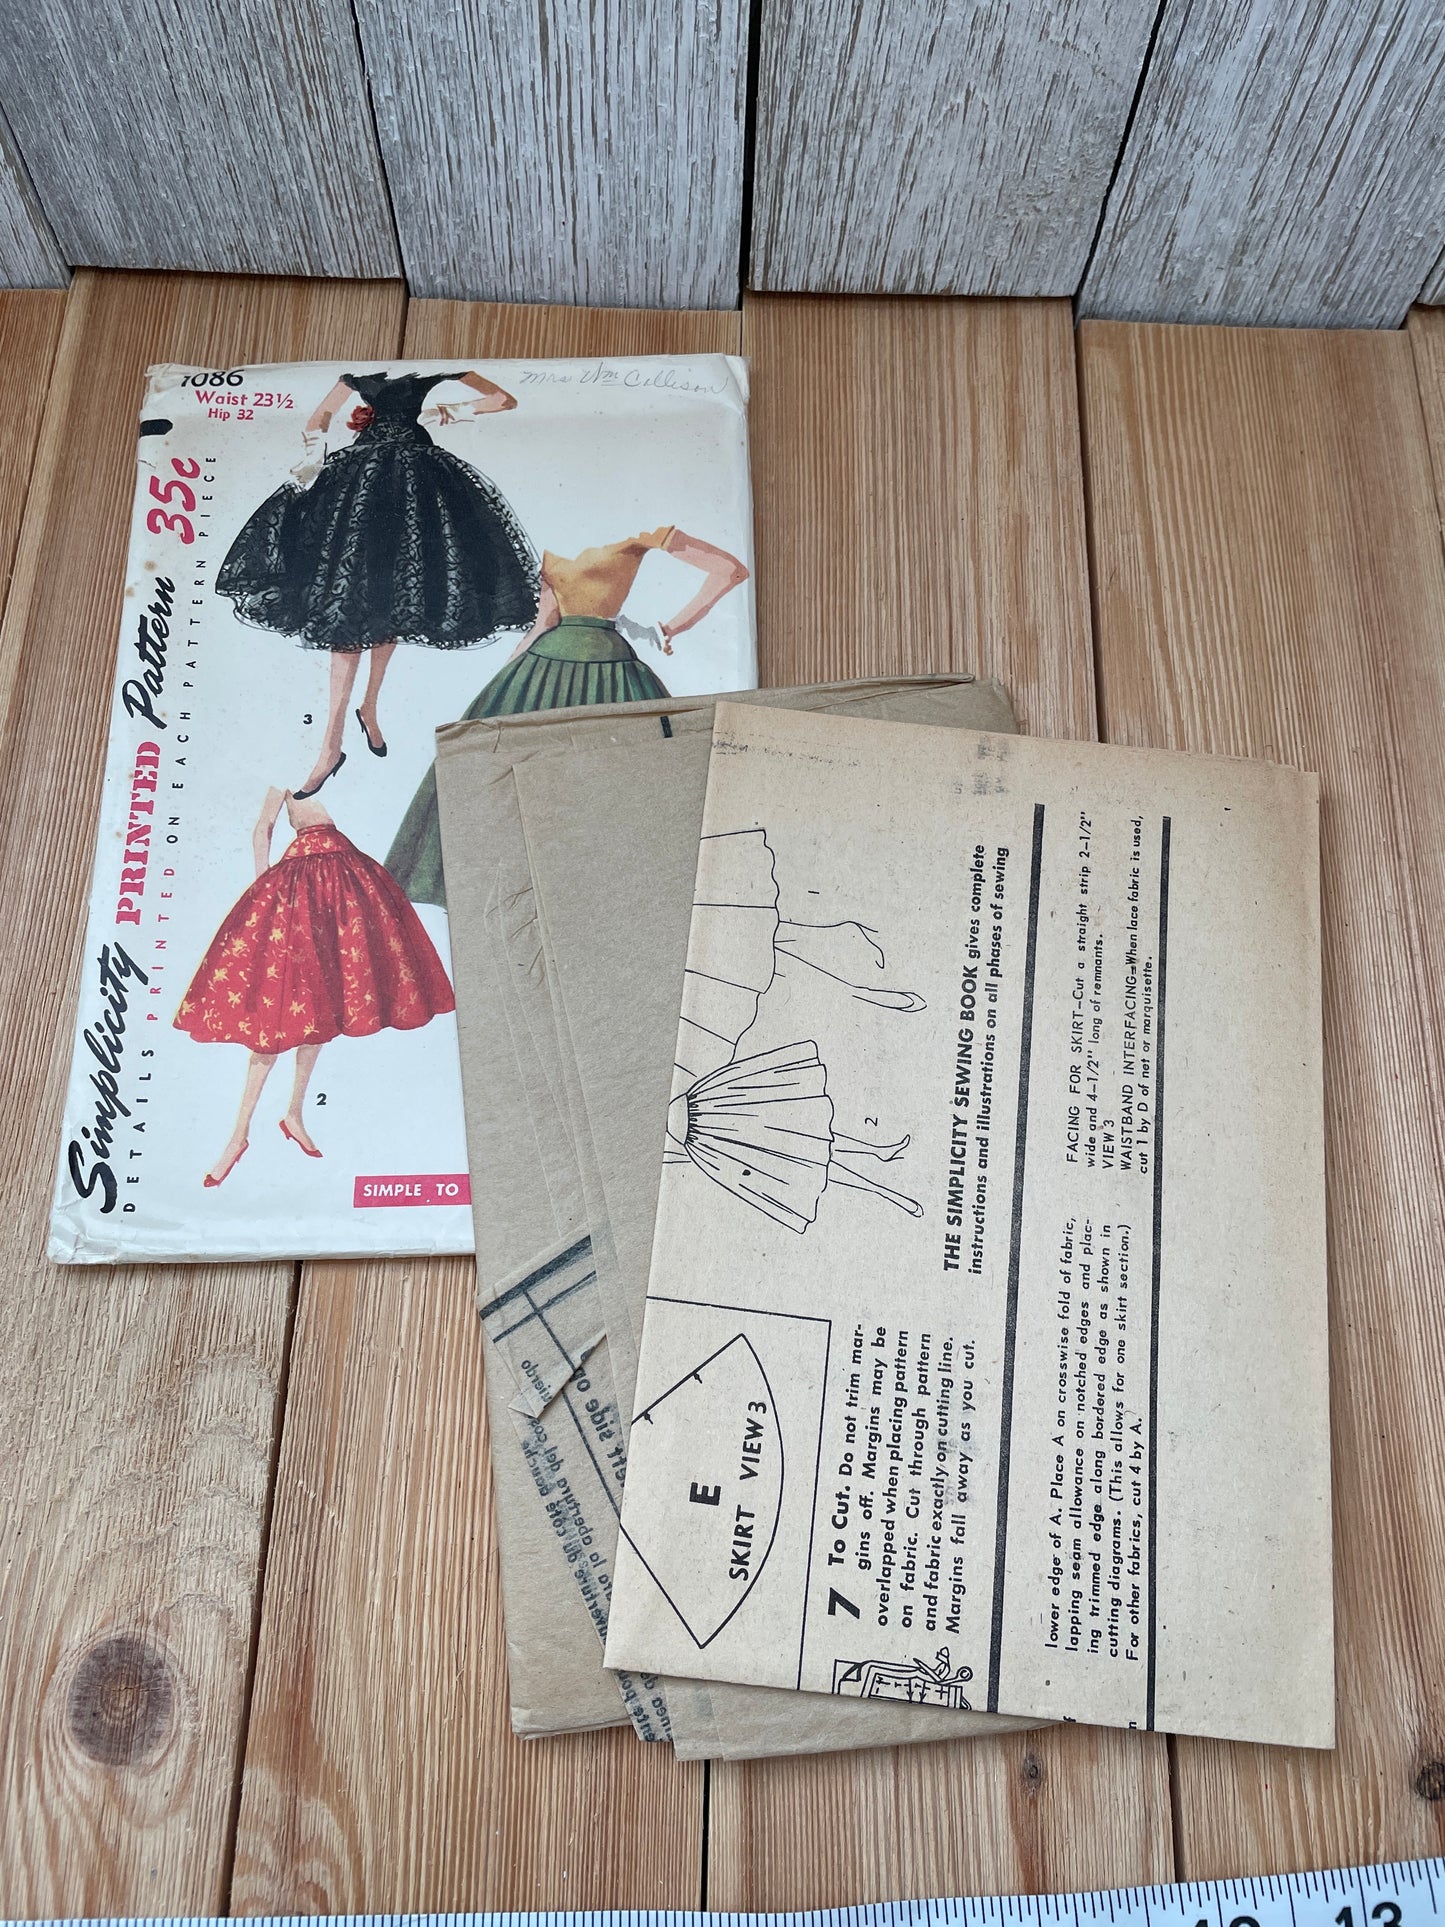 1086
Waist 23½
Hip 32
Mrs Wm Collison
Simplicity PRINTED Pattern 35¢
DETAILS PRINTED ON EACH PATTERN PIECE
3
2
SIMPLE TO
1
2
THE SIMPLICITY SEWING BOOK gives complete
instructions and illustrations on all phases of sewing
E
SKIRT VIEW 3
7 To Cut. Do not trim mar-
gins off. Margins may be
overlapped when placing pattern
on fabric. Cut through pattern
and fabric exactly on cutting line.
Margins fall away as you cut.
lower edge of A. Place A on crosswise fold of fabric,
lapping seam allowance on notched edges and plac-
ing trimmed edge along bordered edge as shown in
cutting diagrams. (This allows for one skirt section.)
For other fabrics, cut 4 by A.
FACING FOR SKIRT—Cut a straight strip 2-1/2"
wide and 4-1/2" long of remnants.
VIEW 3
WAISTBAND INTERFACING—When lace fabric is used,
cut 1 by D of net or marquisette.
left side
abertura del
13